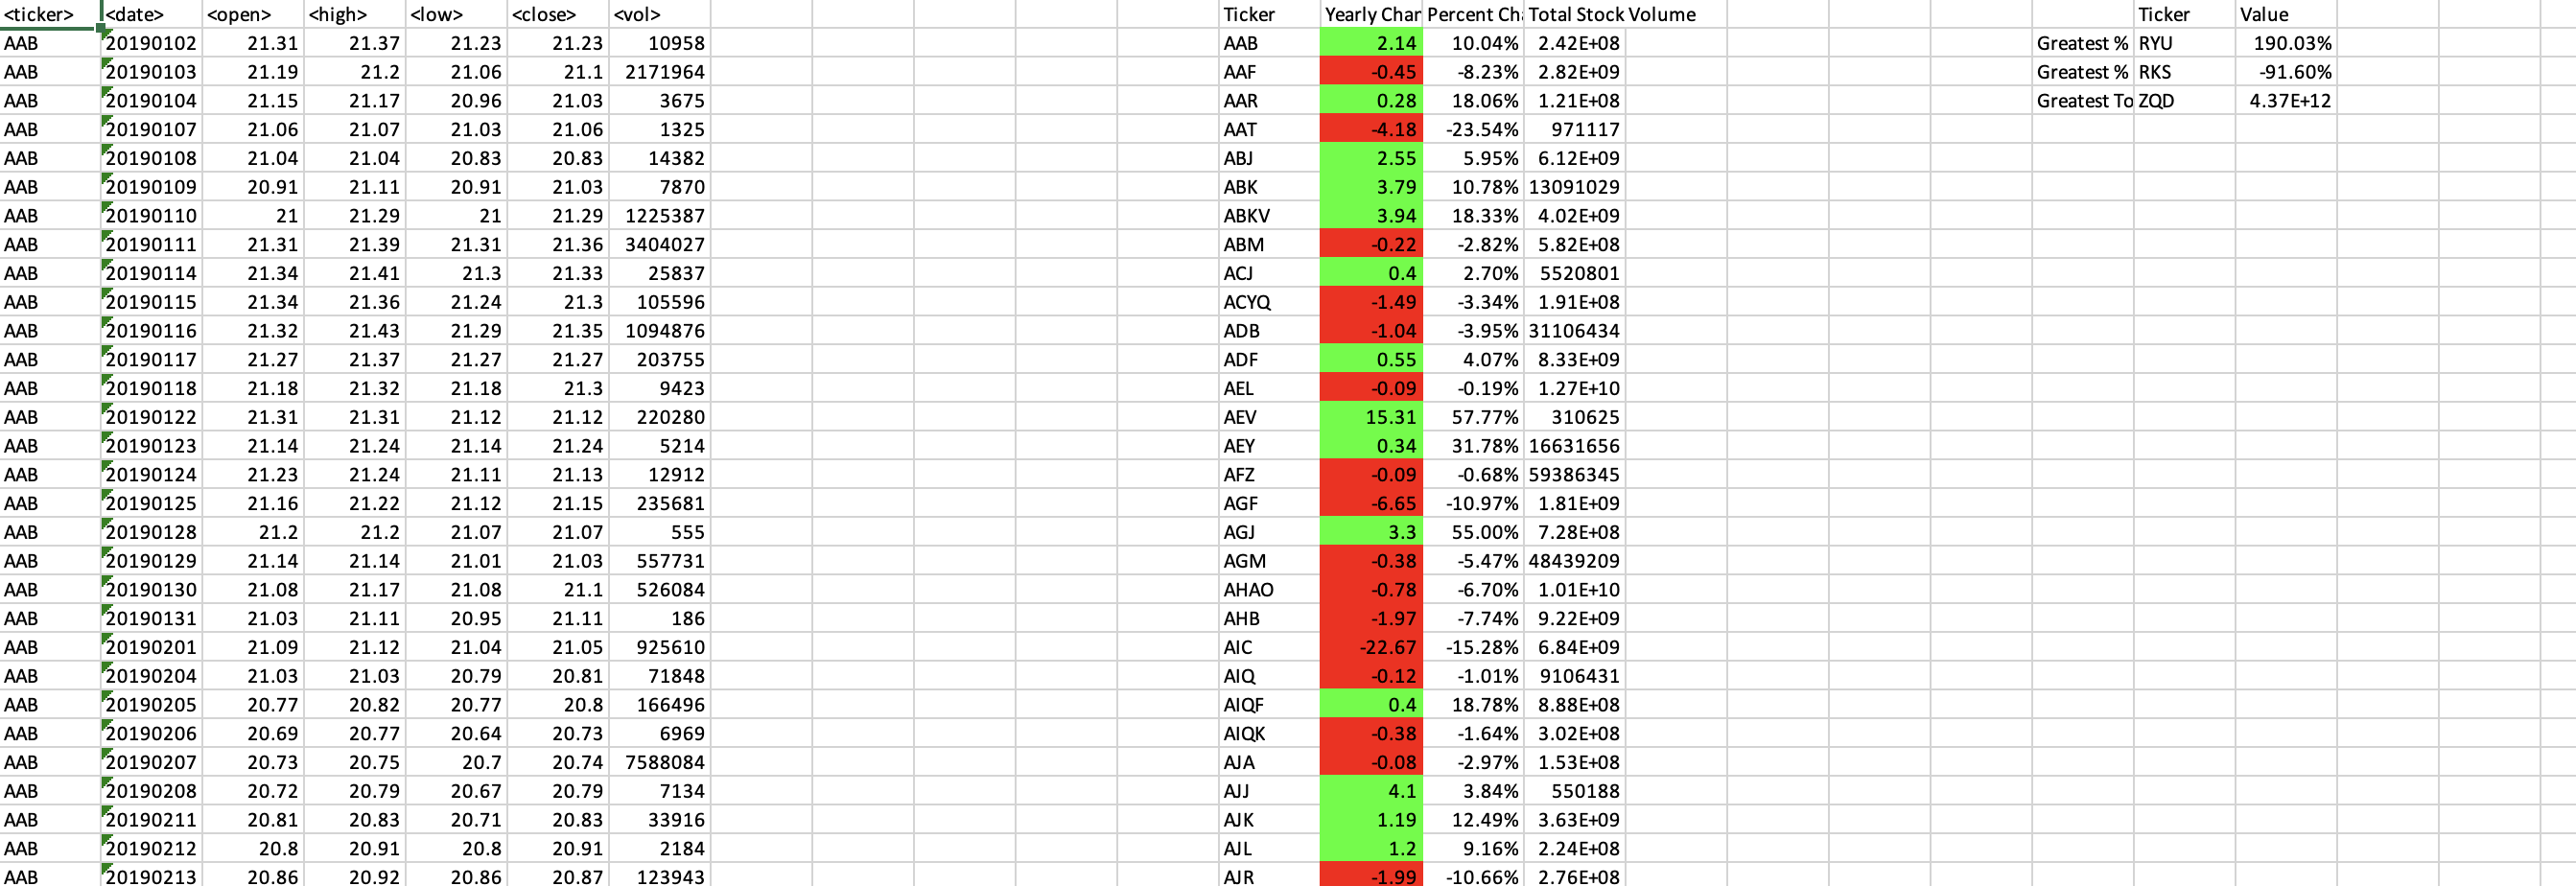 <ticker> <date> <open> <high> <low> <close> <vol> Ticker Yearly Char Percent Ch Total Stock Volume Ticker Value
AAB 20190102 21.31 21.37 21.23 21.23 10958 AAB 2.14 10.04% 2.42E+08 Greatest % RYU 190.03%
AAB 20190103 21.19 21.2 21.06 21.1 2171964 AAF -0.45 -8.23% 2.82E+09 Greatest % RKS -91.60%
AAB 20190104 21.15 21.17 20.96 21.03 3675 AAR 0.28 18.06% 1.21E+08 Greatest To ZQD 4.37E+12
AAB 20190107 21.06 21.07 21.03 21.06 1325 AAT -4.18 -23.54% 971117
AAB 20190108 21.04 21.04 20.83 20.83 14382 ABJ 2.55 5.95% 6.12E+09
AAB 20190109 20.91 21.11 20.91 21.03 7870 ABK 3.79 10.78% 13091029
AAB 20190110 21 21.29 21 21.29 1225387 ABKV 3.94 18.33% 4.02E+09
AAB 20190111 21.31 21.39 21.31 21.36 3404027 ABM -0.22 -2.82% 5.82E+08
AAB 20190114 21.34 21.41 21.3 21.33 25837 ACJ 0.4 2.70% 5520801
AAB 20190115 21.34 21.36 21.24 21.3 105596 ACYQ -1.49 -3.34% 1.91E+08
AAB 20190116 21.32 21.43 21.29 21.35 1094876 ADB -1.04 -3.95% 31106434
AAB 20190117 21.27 21.37 21.27 21.27 203755 ADF 0.55 4.07% 8.33E+09
AAB 20190118 21.18 21.32 21.18 21.3 9423 AEL -0.09 -0.19% 1.27E+10
AAB 20190122 21.31 21.31 21.12 21.12 220280 AEV 15.31 57.77% 310625
AAB 20190123 21.14 21.24 21.14 21.24 5214 AEY 0.34 31.78% 16631656
AAB 20190124 21.23 21.24 21.11 21.13 12912 AFZ -0.09 -0.68% 59386345
AAB 20190125 21.16 21.22 21.12 21.15 235681 AGF -6.65 -10.97% 1.81E+09
AAB 20190128 21.2 21.2 21.07 21.07 555 AGJ 3.3 55.00% 7.28E+08
AAB 20190129 21.14 21.14 21.01 21.03 557731 AGM -0.38 -5.47% 48439209
AAB 20190130 21.08 21.17 21.08 21.1 526084 AHAO -0.78 -6.70% 1.01E+10
AAB 20190131 21.03 21.11 20.95 21.11 186 AHB -1.97 -7.74% 9.22E+09
AAB 20190201 21.09 21.12 21.04 21.05 925610 AIC -22.67 -15.28% 6.84E+09
AAB 20190204 21.03 21.03 20.79 20.81 71848 AIQ -0.12 -1.01% 9106431
AAB 20190205 20.77 20.82 20.77 20.8 166496 AIQF 0.4 18.78% 8.88E+08
AAB 20190206 20.69 20.77 20.64 20.73 6969 AIQK -0.38 -1.64% 3.02E+08
AAB 20190207 20.73 20.75 20.7 20.74 7588084 AJA -0.08 -2.97% 1.53E+08
AAB 20190208 20.72 20.79 20.67 20.79 7134 AJJ 4.1 3.84% 550188
AAB 20190211 20.81 20.83 20.71 20.83 33916 AJK 1.19 12.49% 3.63E+09
AAB 20190212 20.8 20.91 20.8 20.91 2184 AJL 1.2 9.16% 2.24E+08
AAB 20190213 20.86 20.92 20.86 20.87 123943 AJR -1.99 -10.66% 2.76E+08